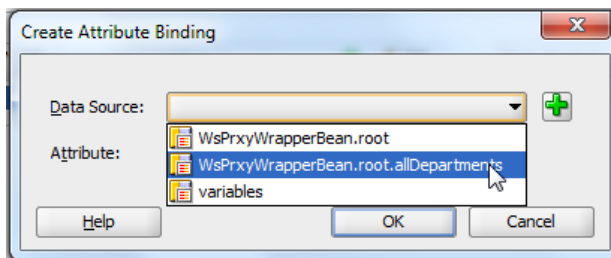 Create Attribute Binding
Data Source:
WsPrxyWrapperBean.root
Attribute:
WsPrxyWrapperBean.root.allDepartments
variables
Help
OK
Cancel